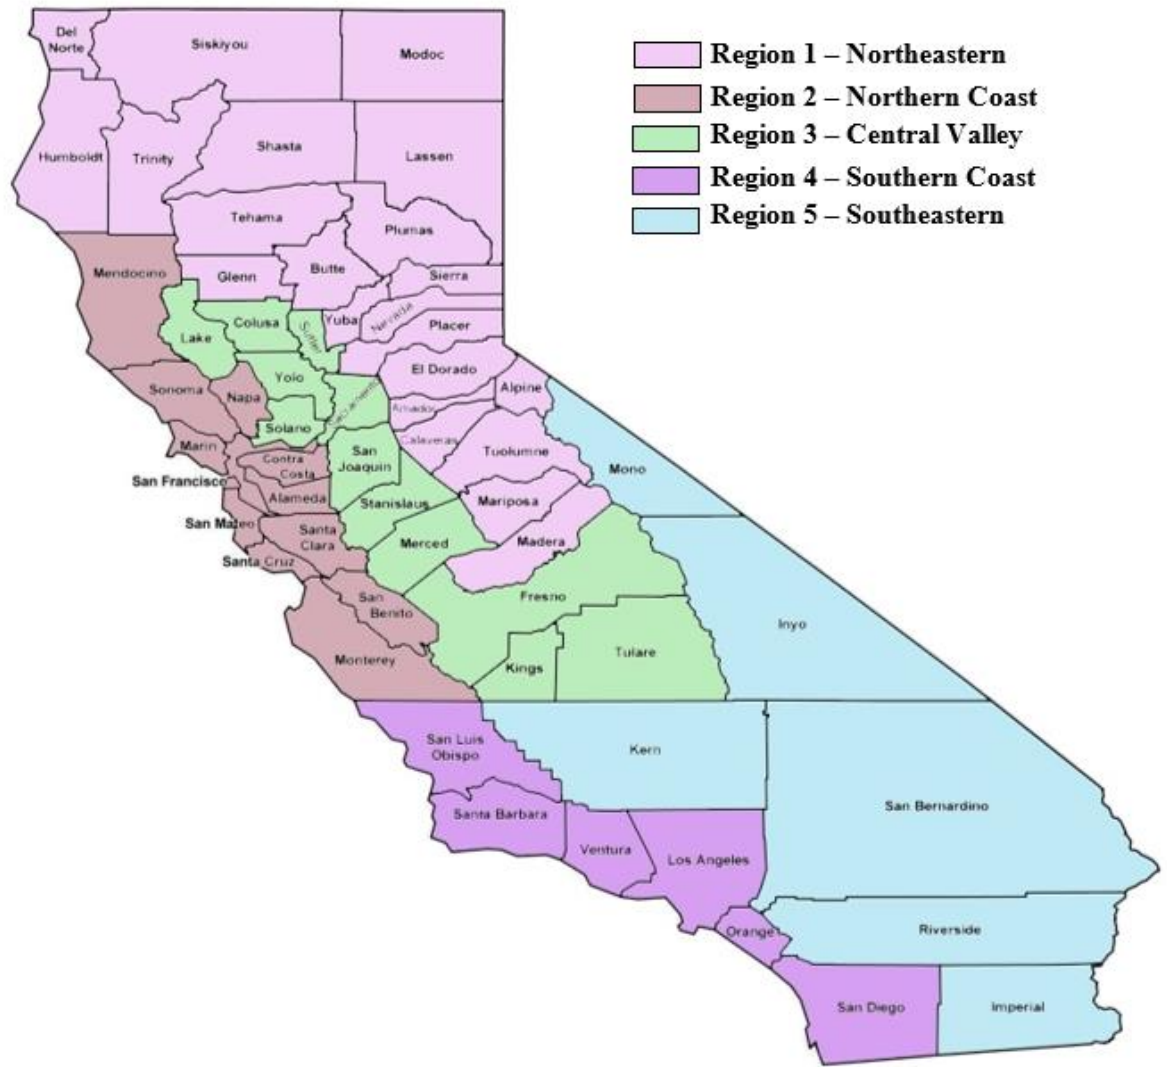 Del
Norte
Siskiyou
Modoc
Region 1 – Northeastern
Region 2 – Northern Coast
Region 3 – Central Valley
Region 4 – Southern Coast
Region 5 – Southeastern
Humboldt
Trinity
Shasta
Lassen
Tehama
Plumas
Mendocino
Glenn
Butte
Sierra
Lake
Colusa
Sutter
Yuba
Nevada
Placer
Sonoma
Napa
Yolo
El Dorado
Alpine
Sacramento
Amador
Solano
Marin
Contra
Costa
San
Joaquin
Calaveras
Tuolumne
Mono
San Francisco
Alameda
Stanislaus
Mariposa
San Mateo
Santa
Clara
Merced
Madera
Santa Cruz
San
Benito
Fresno
Inyo
Monterey
Kings
Tulare
San Luis
Obispo
Kern
San Bernardino
Santa Barbara
Ventura
Los Angeles
Orange
Riverside
San Diego
Imperial